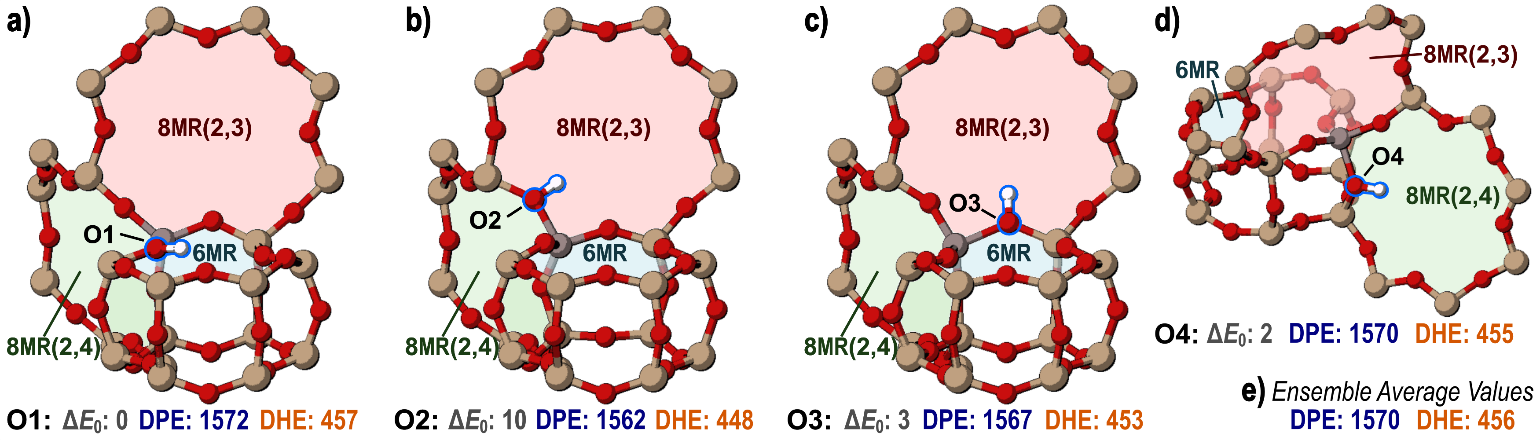 a)
8MR(2,3)
O1
6MR
8MR(2,4)
O1: ΔE₀: 0 DPE: 1572 DHE: 457
b)
8MR(2,3)
O2
6MR
8MR(2,4)
O2: ΔE₀: 10 DPE: 1562 DHE: 448
c)
8MR(2,3)
O3
6MR
8MR(2,4)
O3: ΔE₀: 3 DPE: 1567 DHE: 453
d)
8MR(2,3)
6MR
O4
8MR(2,4)
O4: ΔE₀: 2 DPE: 1570 DHE: 455
e) Ensemble Average Values
DPE: 1570 DHE: 456